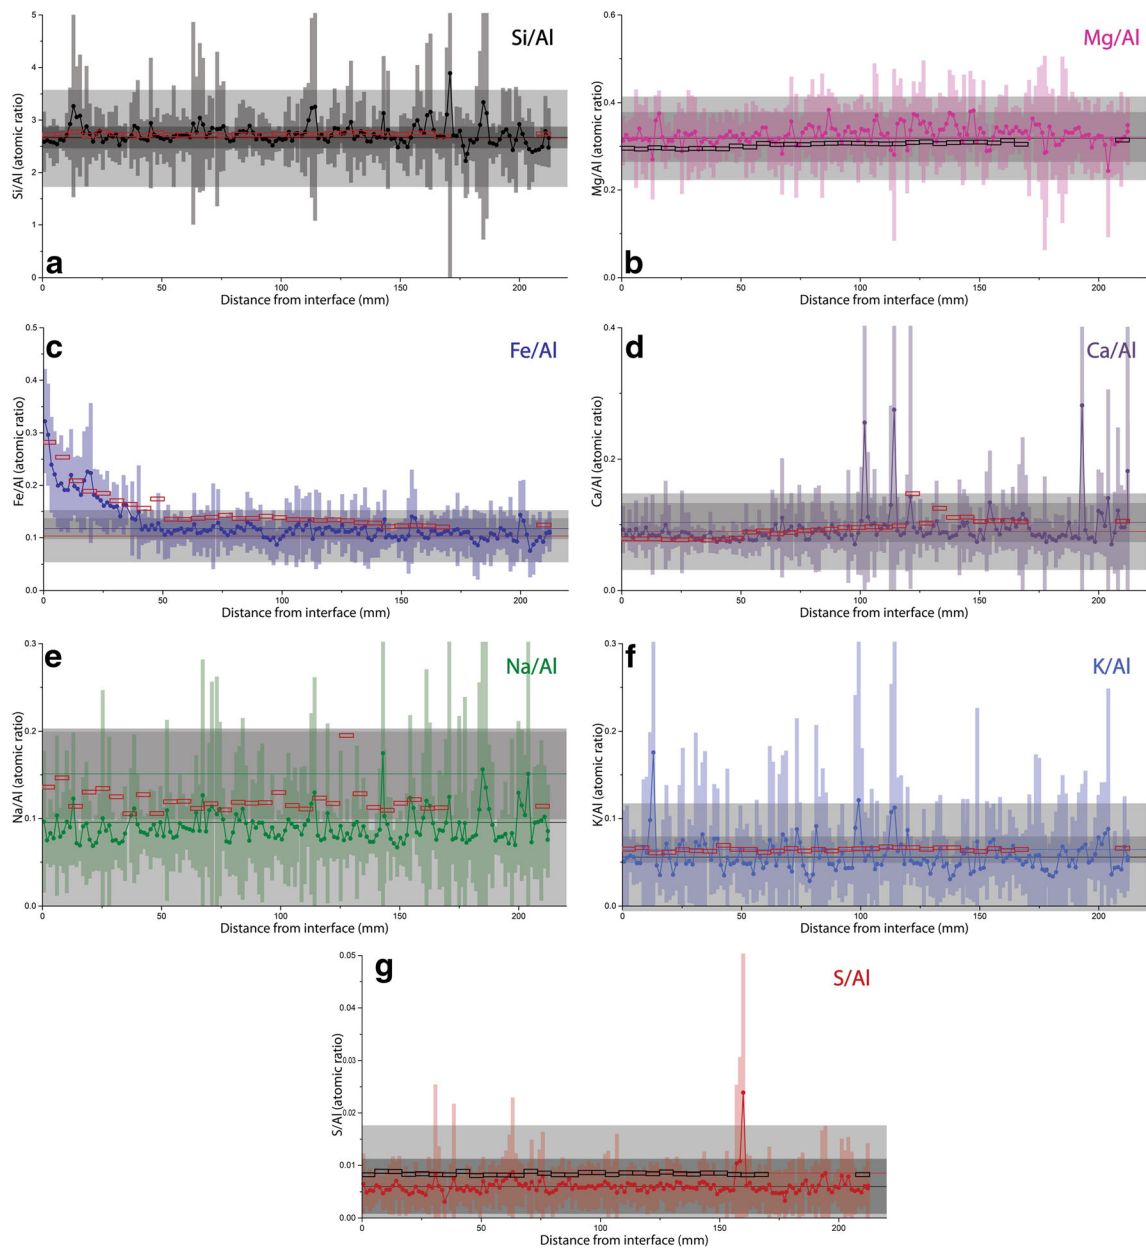 a
Si/Al
Si/Al (atomic ratio)
5
4
3
2
1
0
0
50
100
150
200
Distance from interface (mm)
b
Mg/Al
Mg/Al (atomic ratio)
0.6
0.4
0.2
0.0
0
50
100
150
200
Distance from interface (mm)
c
Fe/Al
Fe/Al (atomic ratio)
0.5
0.4
0.3
0.2
0.1
0.0
0
50
100
150
200
Distance from interface (mm)
d
Ca/Al
Ca/Al (atomic ratio)
0.4
0.2
0.0
0
50
100
150
200
Distance from interface (mm)
e
Na/Al
Na/Al (atomic ratio)
0.3
0.2
0.1
0.0
0
50
100
150
200
Distance from interface (mm)
f
K/Al
K/Al (atomic ratio)
0.3
0.2
0.1
0.0
0
50
100
150
200
Distance from interface (mm)
g
S/Al
S/Al (atomic ratio)
0.05
0.04
0.03
0.02
0.01
0.00
0
50
100
150
200
Distance from interface (mm)